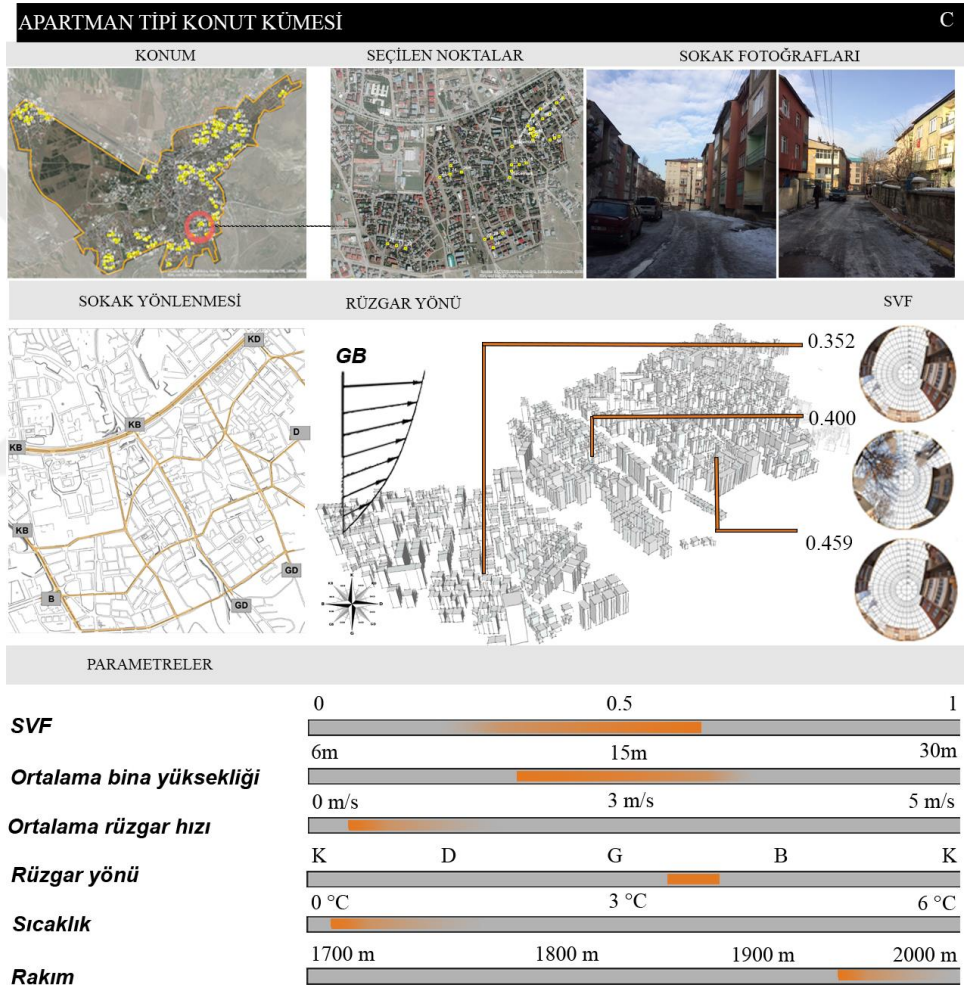 APARTMAN TİPİ KONUT KÜMESİ C
KONUM SEÇİLEN NOKTALAR SOKAK FOTOĞRAFLARI
SOKAK YÖNLENMESİ RÜZGAR YÖNÜ SVF
KD
KB
KB
D
KB
B
GD
GD
GB
0.352
0.400
0.459
PARAMETRELER
0 0.5 1
SVF
6m 15m 30m
Ortalama bina yüksekliği
0 m/s 3 m/s 5 m/s
Ortalama rüzgar hızı
K D G B K
Rüzgar yönü
0 °C 3 °C 6 °C
Sıcaklık
1700 m 1800 m 1900 m 2000 m
Rakım